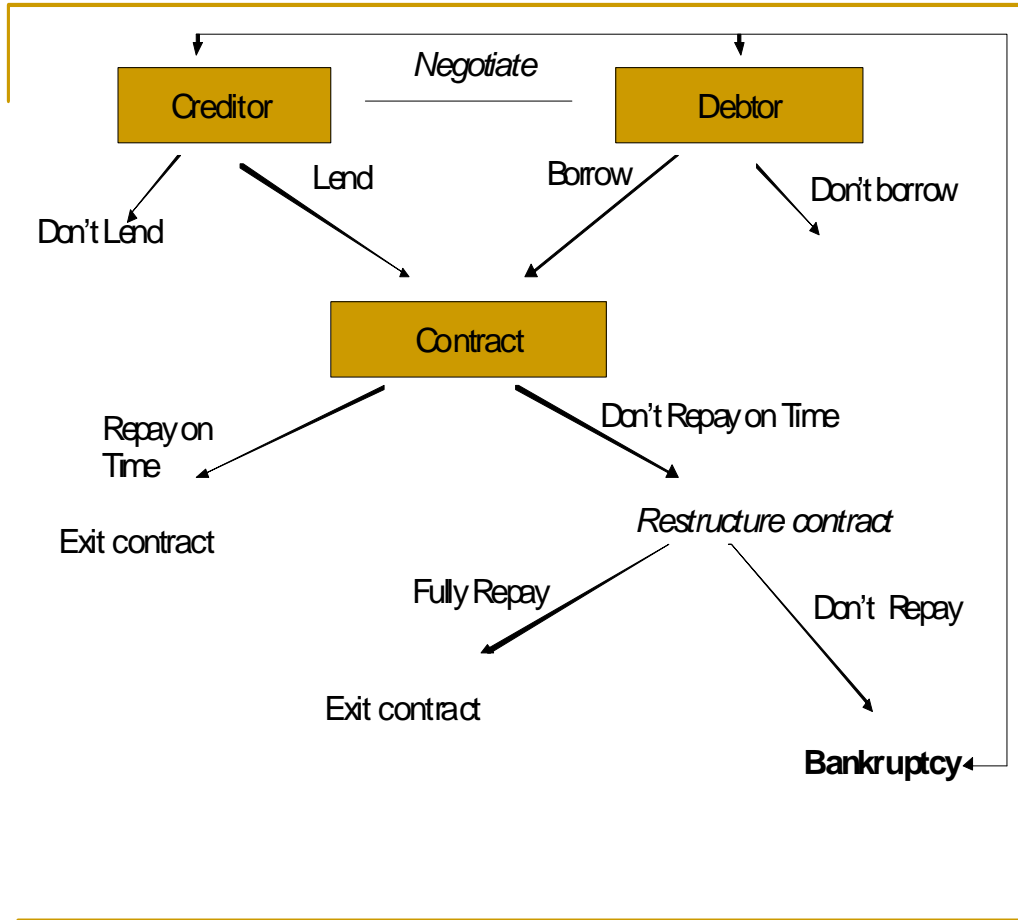 Negotiate
Creditor
Debtor
Lend
Borrow
Don't Lend
Don't borrow
Contract
Repay on
Time
Don't Repay on Time
Exit contract
Restructure contract
Fully Repay
Don't Repay
Exit contract
Bankruptcy